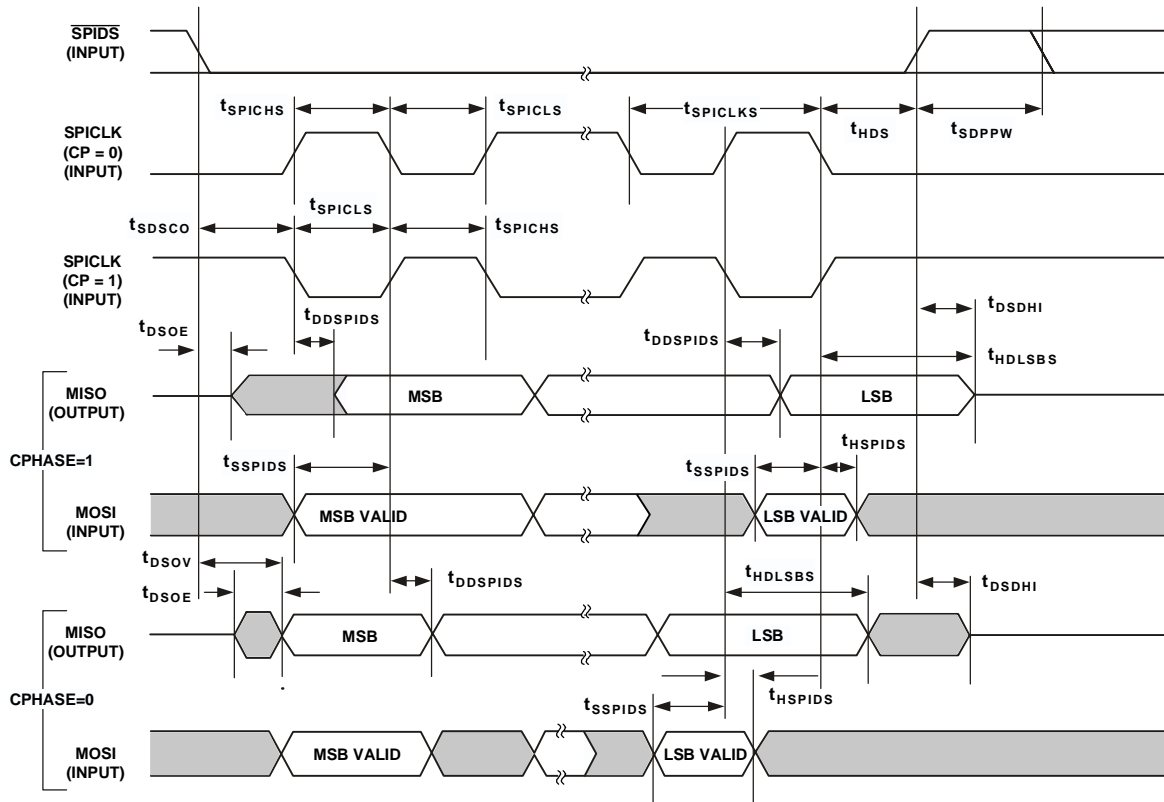 SPIDS
(INPUT)
tSPICHS
tSPICLS
tSPICLKS
tHDS
tSDPPW
SPICLK
(CP = 0)
(INPUT)
tSDSCO
tSPICLS
tSPICHS
SPICLK
(CP = 1)
(INPUT)
tDSOE
tDDSPIDS
tDDSPIDS
tDSDHI
tHDLSBS
MISO
(OUTPUT)
MSB
LSB
CPHASE=1
tSSPIDS
tSSPIDS
tHSPIDS
MOSI
(INPUT)
MSB VALID
LSB VALID
tDSOV
tDSOE
tDDSPIDS
tHDLSBS
tDSDHI
MISO
(OUTPUT)
MSB
LSB
CPHASE=0
tSSPIDS
tHSPIDS
MOSI
(INPUT)
MSB VALID
LSB VALID